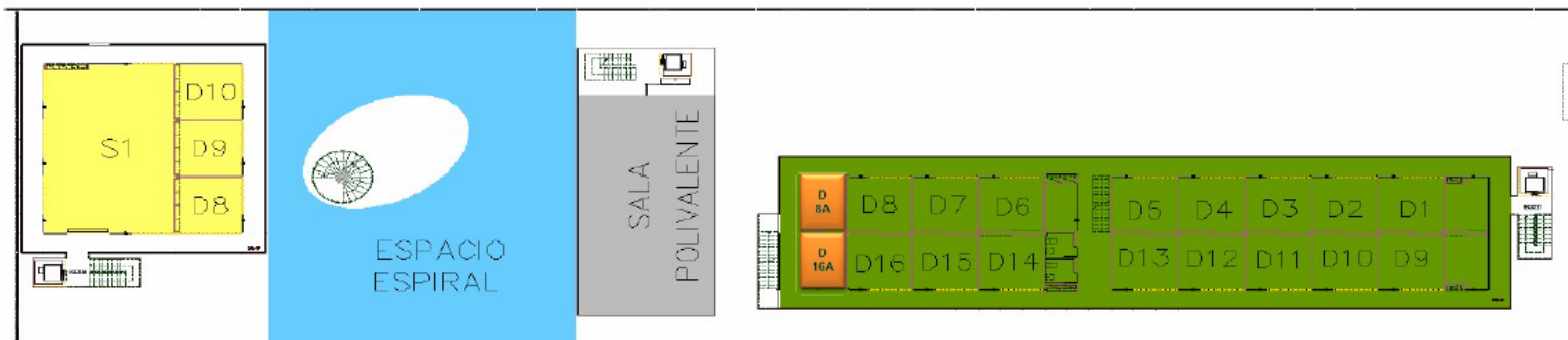 S1
D10
D9
D8
ESPACIO
ESPIRAL
SALA
POLIVALENTE
D
8A
D8
D7
D6
D5
D4
D3
D2
D1
D
16A
D16
D15
D14
D13
D12
D11
D10
D9